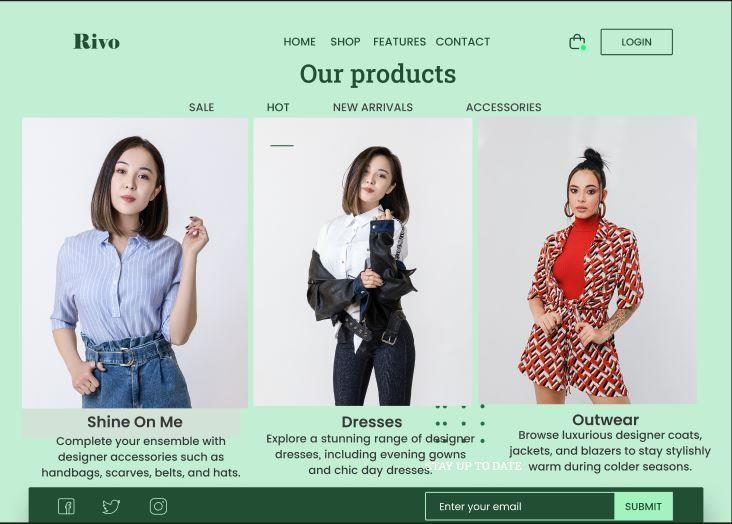 Rivo
HOME SHOP FEATURES CONTACT
LOGIN
Our products
SALE HOT NEW ARRIVALS ACCESSORIES
Shine On Me
Complete your ensemble with
designer accessories such as
handbags, scarves, belts, and hats.
Dresses
Explore a stunning range of designer
dresses, including evening gowns
and chic day dresses.
STAY UP TO DATE
Outwear
Browse luxurious designer coats,
jackets, and blazers to stay stylishly
warm during colder seasons.
Enter your email
SUBMIT